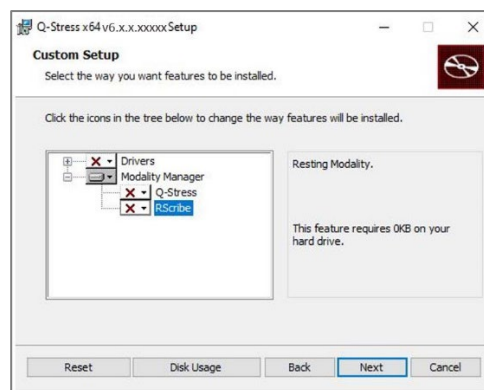 Q-Stress x64 v6.x.x.xxxxx Setup
Custom Setup
Select the way you want features to be installed.
Click the icons in the tree below to change the way features will be installed.
Drivers
Modality Manager
Q-Stress
RScribe
Resting Modality.
This feature requires 0KB on your
hard drive.
Reset Disk Usage Back Next Cancel